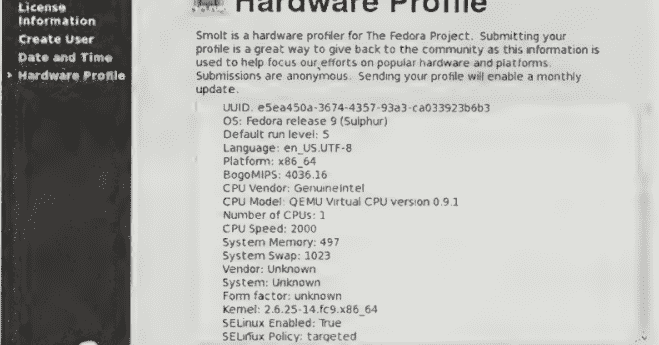 License
Information
Create User
Date and Time
Hardware Profile
Hardware Profile
Smolt is a hardware profiler for The Fedora Project. Submitting your
profile is a great way to give back to the community as this information is
used to help focus our efforts on popular hardware and platforms.
Submissions are anonymous. Sending your profile will enable a monthly
update.
UUID: e5ea450a-3674-4357-93a3-ca033923b6b3
OS: Fedora release 9 (Sulphur)
Default run level: 5
Language: en_US.UTF-8
Platform: x86_64
BogoMIPS: 4036.16
CPU Vendor: GenuineIntel
CPU Model: QEMU Virtual CPU version 0.9.1
Number of CPUs: 1
CPU Speed: 2000
System Memory: 497
System Swap: 1023
Vendor: Unknown
System: Unknown
Form factor: unknown
Kernel: 2.6.25-14.fc9.x86_64
SELinux Enabled: True
SELinux Policy: targeted